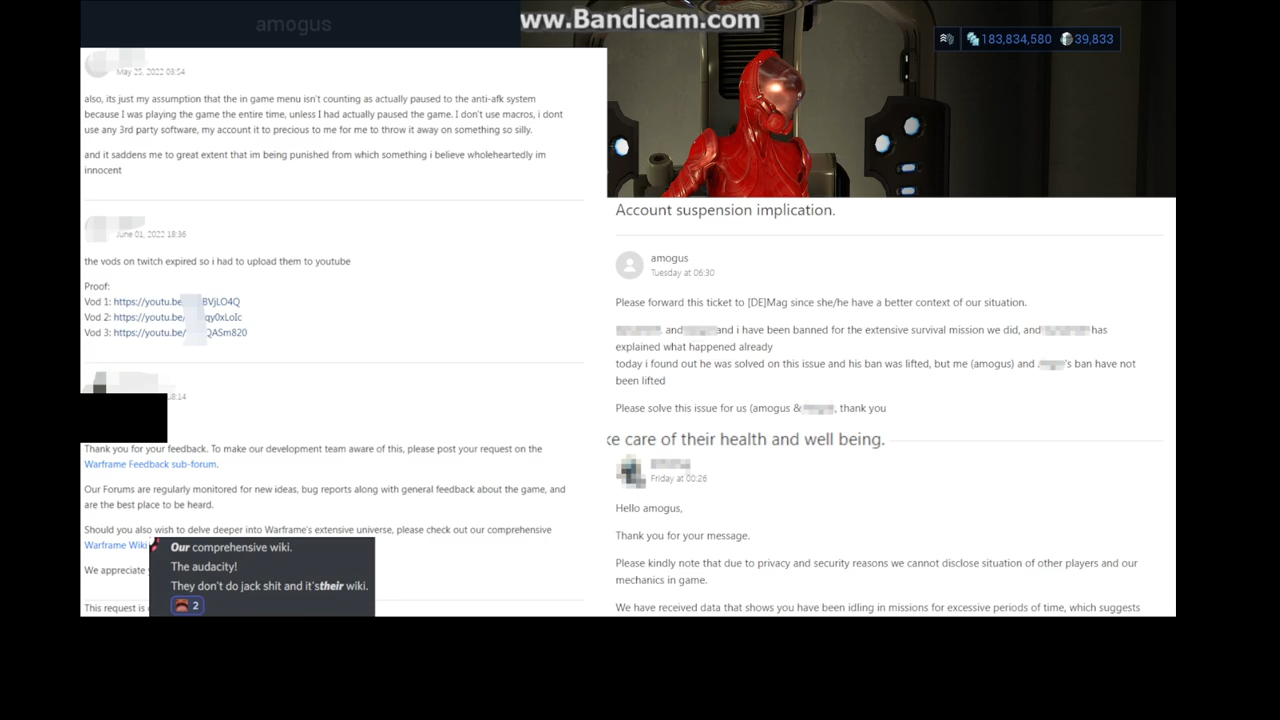 amogus
ww.Bandicam.com
183,834,580 39,833
May 25, 2022 03:54
also, its just my assumption that the in game menu isn't counting as actually paused to the anti-afk system
because I was playing the game the entire time, unless I had actually paused the game. I don't use macros, i dont
use any 3rd party software, my account it to precious to me for me to throw it away on something so silly.
and it saddens me to great extent that im being punished from which something i believe wholeheartedly im
innocent
June 01, 2022 18:36
the vods on twitch expired so i had to upload them to youtube
Proof:
Vod 1: https://youtu.be BVjLO4Q
Vod 2: https://youtu.be/ qy0xLoIc
Vod 3: https://youtu.be/ QASm820
08:14
Thank you for your feedback. To make our development team aware of this, please post your request on the
Warframe Feedback sub-forum.
Our Forums are regularly monitored for new ideas, bug reports along with general feedback about the game, and
are the best place to be heard.
Should you also wish to delve deeper into Warframe's extensive universe, please check out our comprehensive
Warframe Wiki
We appreciate
This request is
Our comprehensive wiki.
The audacity!
They don't do jack shit and it's their wiki.
2
Account suspension implication.
amogus
Tuesday at 06:30
Please forward this ticket to [DE]Mag since she/he have a better context of our situation.
, and and i have been banned for the extensive survival mission we did, and has
explained what happened already
today i found out he was solved on this issue and his ban was lifted, but me (amogus) and 's ban have not
been lifted
Please solve this issue for us (amogus & , thank you
ke care of their health and well being.
Friday at 00:26
Hello amogus,
Thank you for your message.
Please kindly note that due to privacy and security reasons we cannot disclose situation of other players and our
mechanics in game.
We have received data that shows you have been idling in missions for excessive periods of time, which suggests